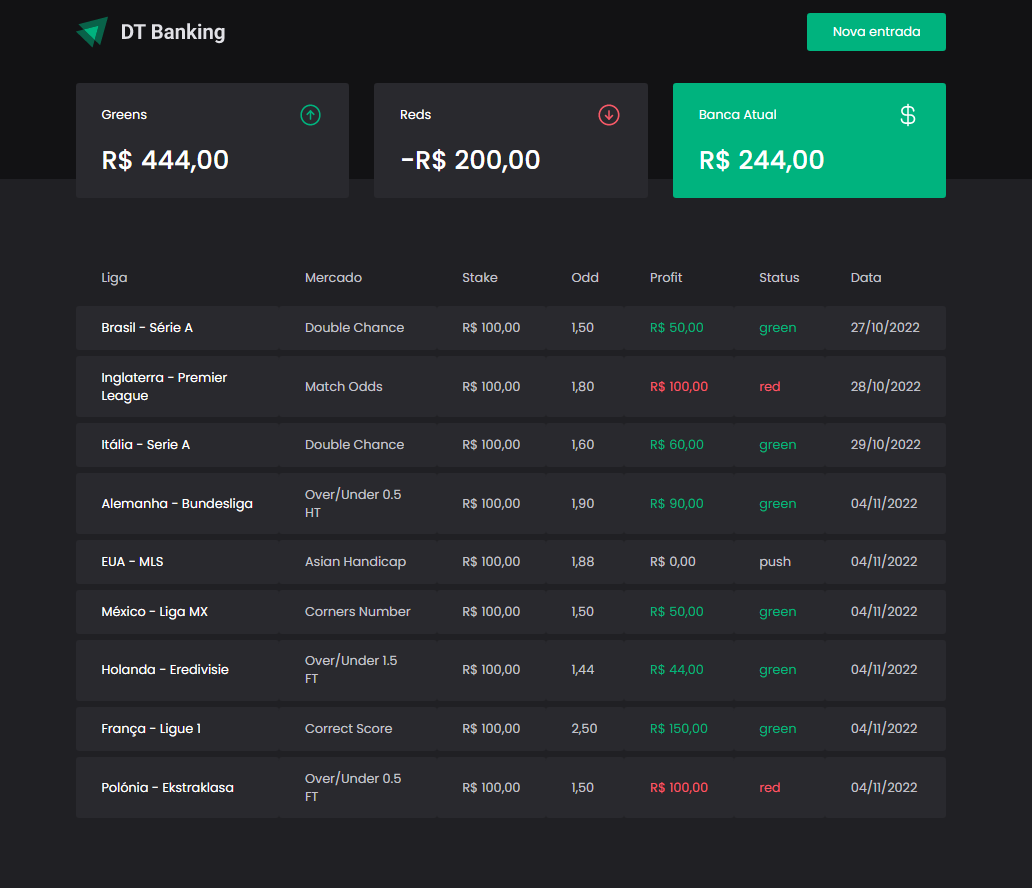 DT Banking
Nova entrada
Greens
Reds
Banca Atual
R$ 444,00
-R$ 200,00
R$ 244,00
Liga Mercado Stake Odd Profit Status Data
Brasil - Série A Double Chance R$ 100,00 1,50 R$ 50,00 green 27/10/2022
Inglaterra - Premier
League Match Odds R$ 100,00 1,80 R$ 100,00 red 28/10/2022
Itália - Serie A Double Chance R$ 100,00 1,60 R$ 60,00 green 29/10/2022
Alemanha - Bundesliga Over/Under 0.5
HT R$ 100,00 1,90 R$ 90,00 green 04/11/2022
EUA - MLS Asian Handicap R$ 100,00 1,88 R$ 0,00 push 04/11/2022
México - Liga MX Corners Number R$ 100,00 1,50 R$ 50,00 green 04/11/2022
Holanda - Eredivisie Over/Under 1.5
FT R$ 100,00 1,44 R$ 44,00 green 04/11/2022
França - Ligue 1 Correct Score R$ 100,00 2,50 R$ 150,00 green 04/11/2022
Polónia - Ekstraklasa Over/Under 0.5
FT R$ 100,00 1,50 R$ 100,00 red 04/11/2022